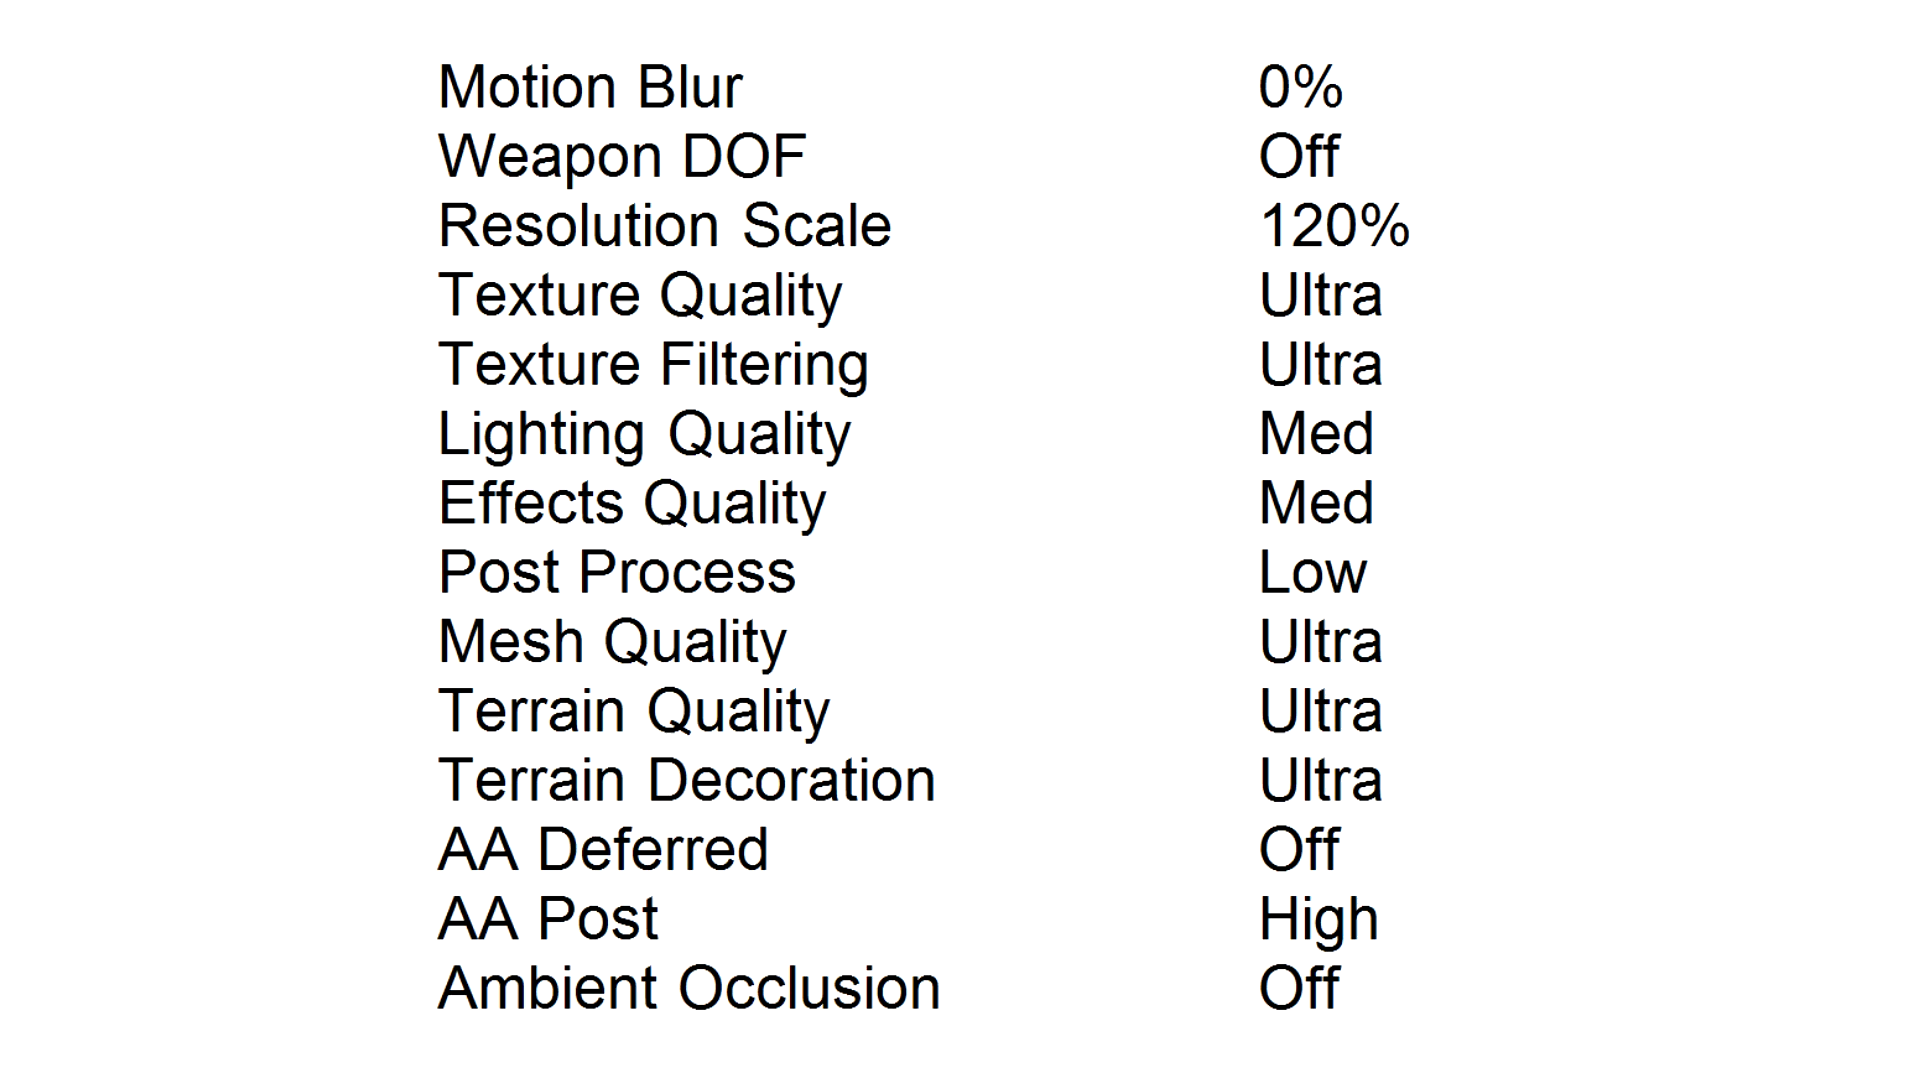 Motion Blur 0%
Weapon DOF Off
Resolution Scale 120%
Texture Quality Ultra
Texture Filtering Ultra
Lighting Quality Med
Effects Quality Med
Post Process Low
Mesh Quality Ultra
Terrain Quality Ultra
Terrain Decoration Ultra
AA Deferred Off
AA Post High
Ambient Occlusion Off